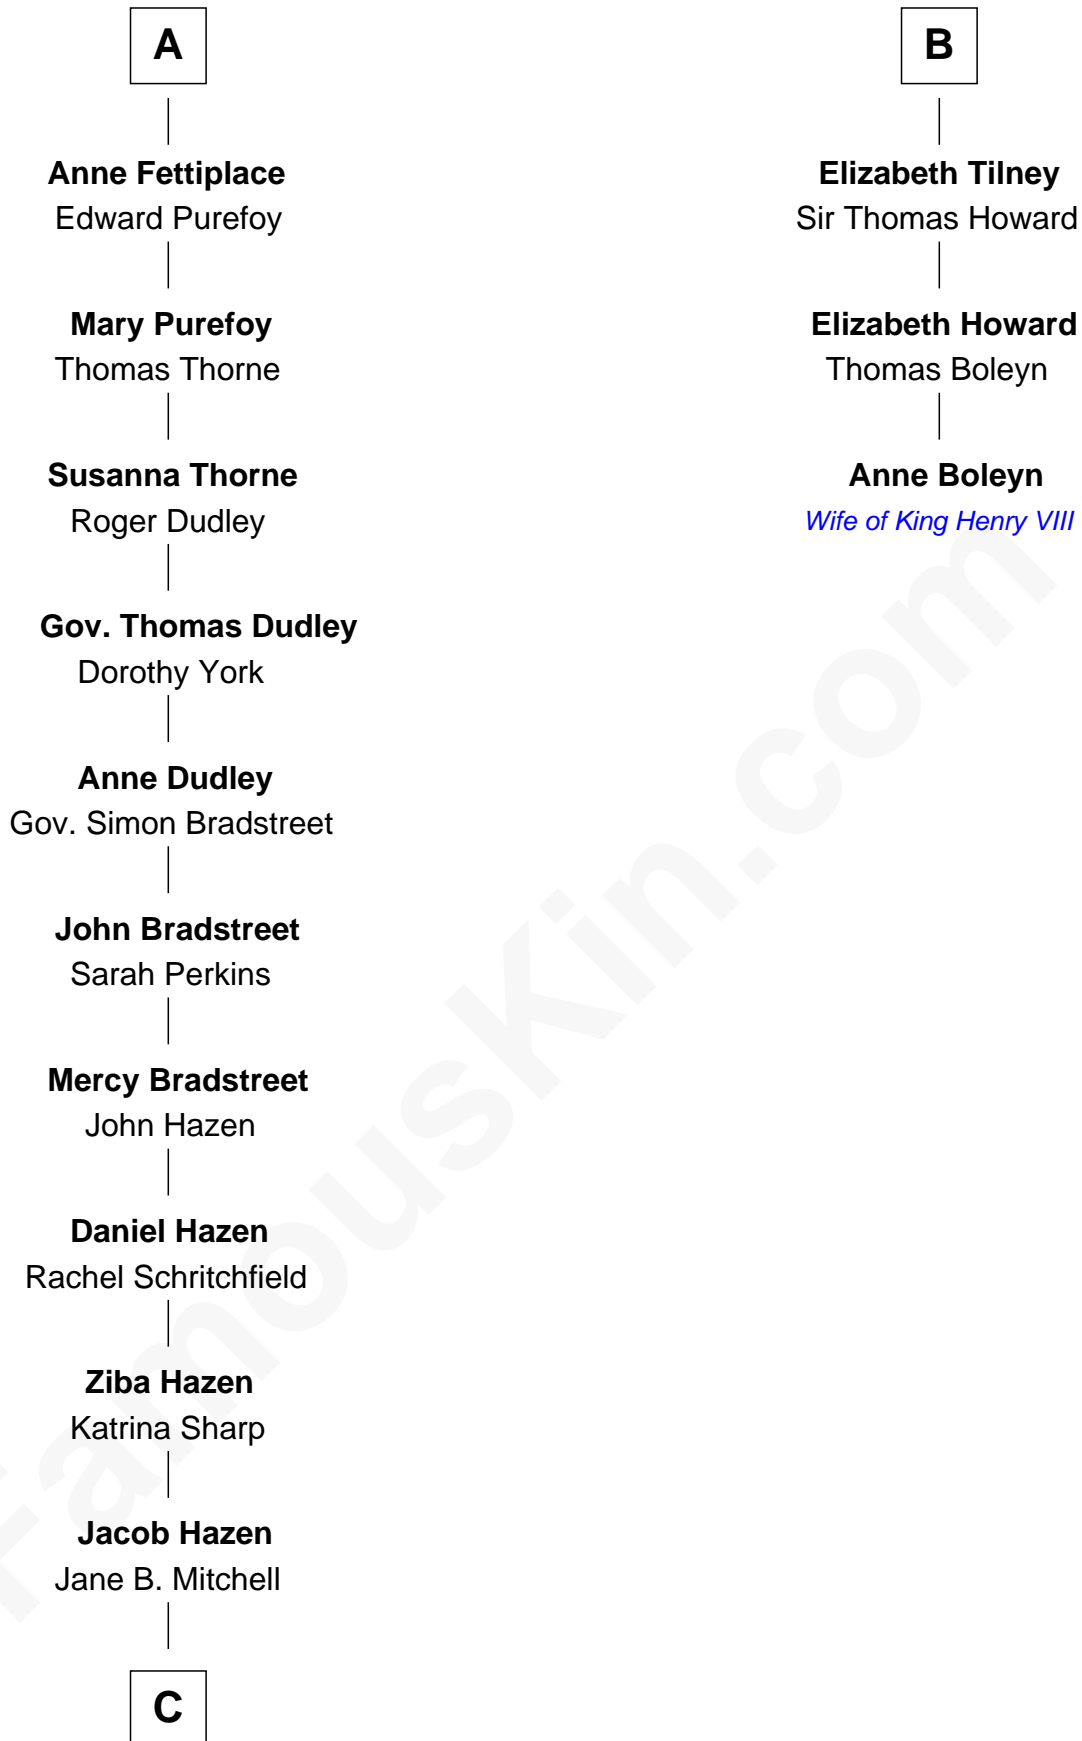 A
Anne Fettiplace
Edward Purefoy
Mary Purefoy
Thomas Thorne
Susanna Thorne
Roger Dudley
Gov. Thomas Dudley
Dorothy York
Anne Dudley
Gov. Simon Bradstreet
John Bradstreet
Sarah Perkins
Mercy Bradstreet
John Hazen
Daniel Hazen
Rachel Schritchfield
Ziba Hazen
Katrina Sharp
Jacob Hazen
Jane B. Mitchell
C
B
Elizabeth Tilney
Sir Thomas Howard
Elizabeth Howard
Thomas Boleyn
Anne Boleyn
Wife of King Henry VIII
FamousKin.com